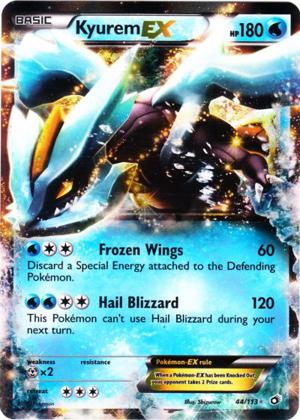 BASIC
Kyurem EX HP180
Frozen Wings 60
Discard a Special Energy attached to the Defending
Pokémon.
Hail Blizzard 120
This Pokémon can't use Hail Blizzard during your
next turn.
weakness resistance Pokémon-EX rule
×2 When a Pokémon-EX has been Knocked Out,
your opponent takes 2 Prize cards.
retreat Illus. Shigenew... 44/113